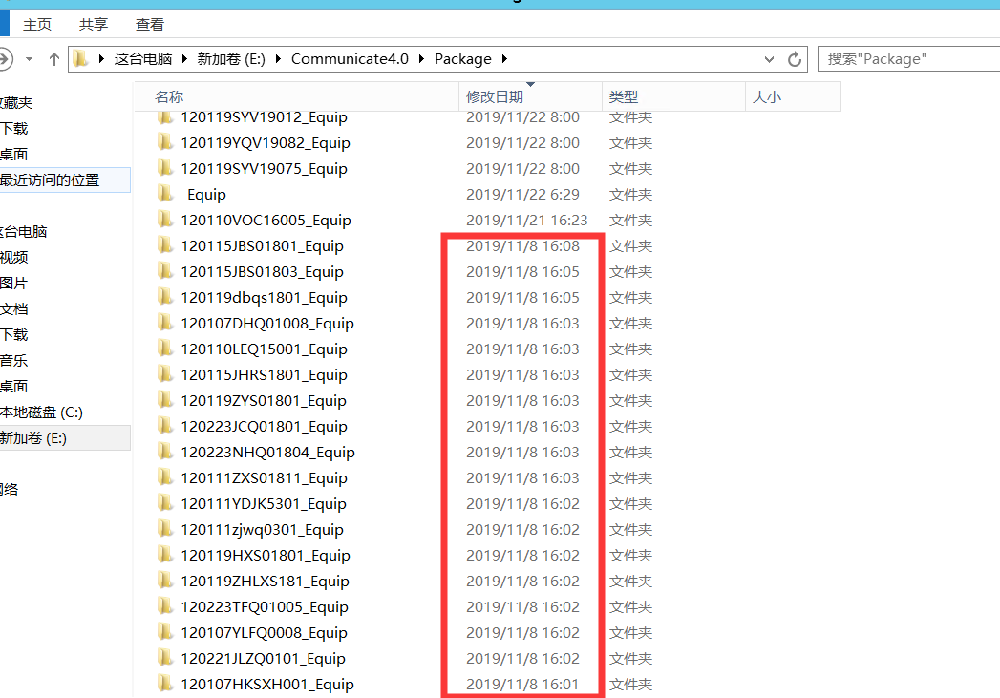 主页 共享 查看
这台电脑 新加卷 (E:) Communicate4.0 Package 搜索"Package"
名称 修改日期 类型 大小
收藏夹
下载
桌面
最近访问的位置
这台电脑
视频
图片
文档
下载
音乐
桌面
本地磁盘 (C:)
新加卷 (E:)
网络
120119SYV19012_Equip 2019/11/22 8:00 文件夹
120119YQV19082_Equip 2019/11/22 8:00 文件夹
120119SYV19075_Equip 2019/11/22 8:00 文件夹
_Equip 2019/11/22 6:29 文件夹
120110VOC16005_Equip 2019/11/21 16:23 文件夹
120115JBS01801_Equip 2019/11/8 16:08 文件夹
120115JBS01803_Equip 2019/11/8 16:05 文件夹
120119dbqs1801_Equip 2019/11/8 16:05 文件夹
120107DHQ01008_Equip 2019/11/8 16:03 文件夹
120110LEQ15001_Equip 2019/11/8 16:03 文件夹
120115JHRS1801_Equip 2019/11/8 16:03 文件夹
120119ZYS01801_Equip 2019/11/8 16:03 文件夹
120223JCQ01801_Equip 2019/11/8 16:03 文件夹
120223NHQ01804_Equip 2019/11/8 16:03 文件夹
120111ZXS01811_Equip 2019/11/8 16:03 文件夹
120111YDJK5301_Equip 2019/11/8 16:02 文件夹
120111zjwq0301_Equip 2019/11/8 16:02 文件夹
120119HXS01801_Equip 2019/11/8 16:02 文件夹
120119ZHLXS181_Equip 2019/11/8 16:02 文件夹
120223TFQ01005_Equip 2019/11/8 16:02 文件夹
120107YLFQ0008_Equip 2019/11/8 16:02 文件夹
120221JLZQ0101_Equip 2019/11/8 16:02 文件夹
120107HKSXH001_Equip 2019/11/8 16:01 文件夹